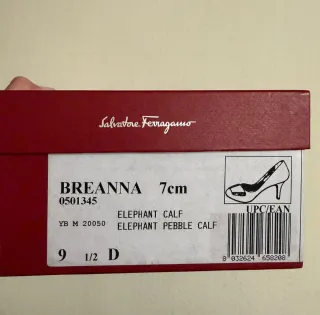 Salvatore Ferragamo
BREANNA 7cm
0501345
ELEPHANT CALF
YB M 20050 ELEPHANT PEBBLE CALF
UPC/EAN
9 1/2 D
8 032624 658208